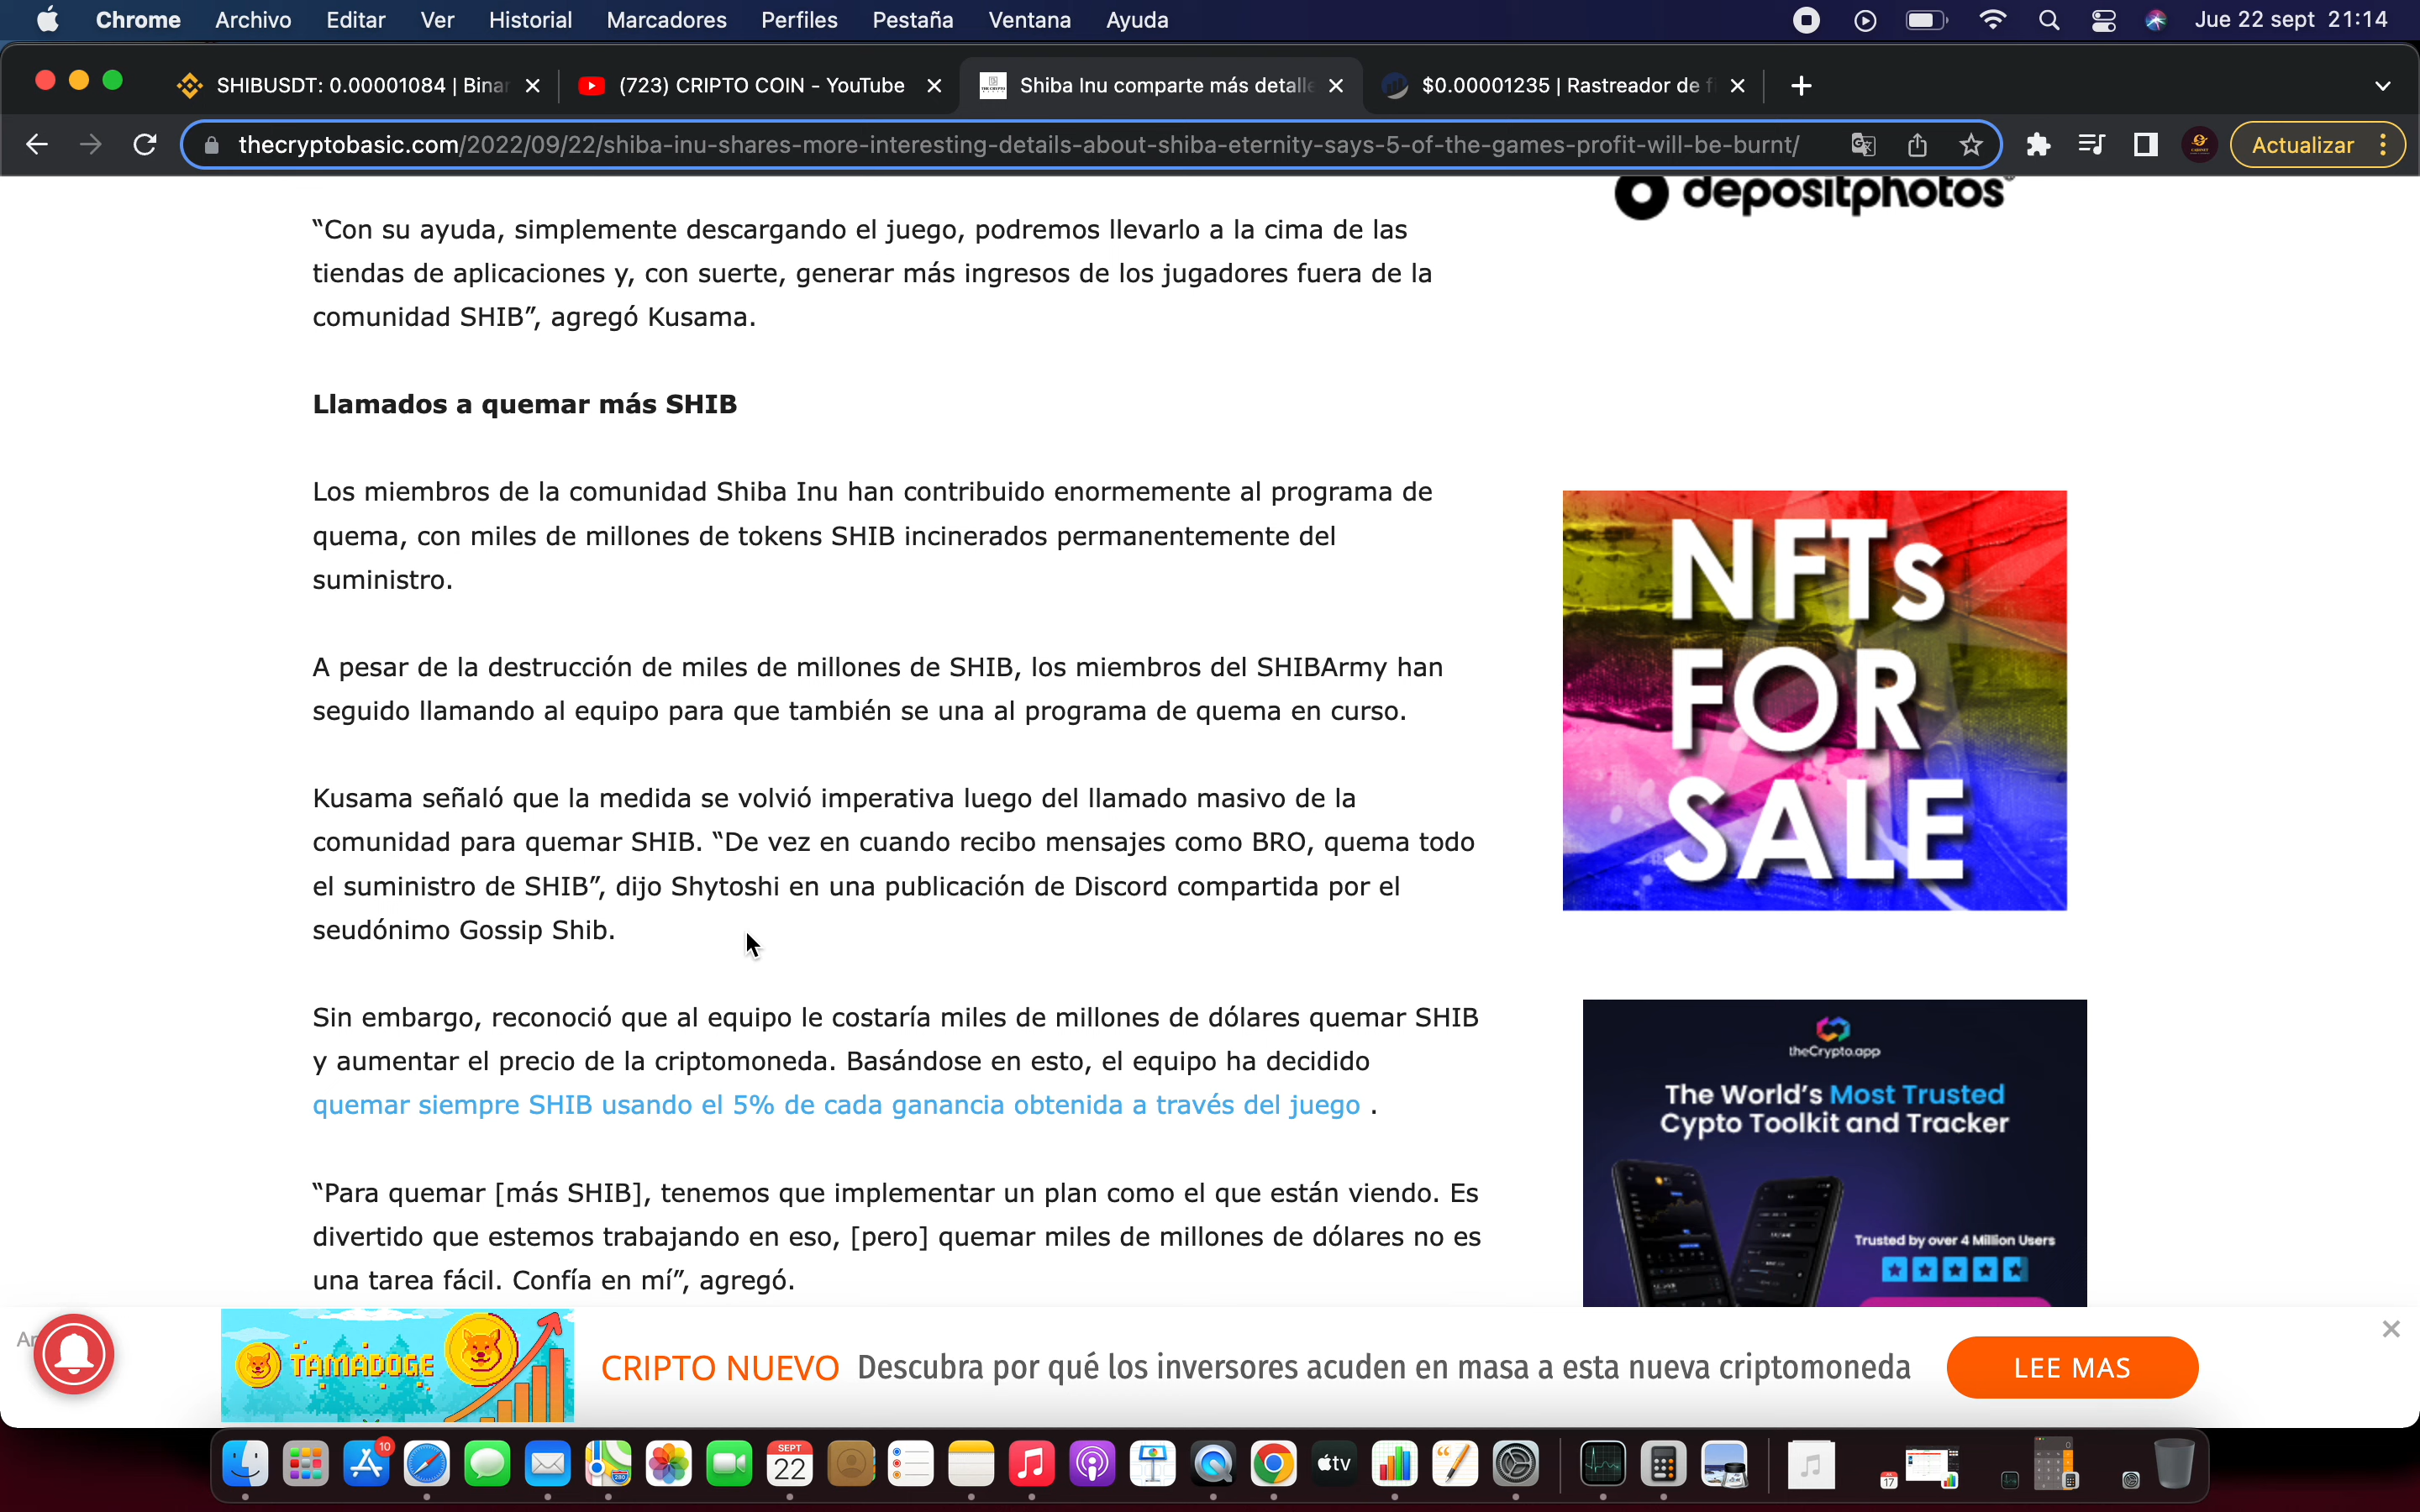 Chrome Archivo Editar Ver Historial Marcadores Perfiles Pestaña Ventana Ayuda Jue 22 sept 21:14
SHIBUSDT: 0.00001084 | Binar (723) CRIPTO COIN - YouTube Shiba Inu comparte más detalle $0.00001235 | Rastreador de f
thecryptobasic.com/2022/09/22/shiba-inu-shares-more-interesting-details-about-shiba-eternity-says-5-of-the-games-profit-will-be-burnt/ Actualizar
depositphotos
“Con su ayuda, simplemente descargando el juego, podremos llevarlo a la cima de las
tiendas de aplicaciones y, con suerte, generar más ingresos de los jugadores fuera de la
comunidad SHIB”, agregó Kusama.
Llamados a quemar más SHIB
Los miembros de la comunidad Shiba Inu han contribuido enormemente al programa de
quema, con miles de millones de tokens SHIB incinerados permanentemente del
suministro.
A pesar de la destrucción de miles de millones de SHIB, los miembros del SHIBArmy han
seguido llamando al equipo para que también se una al programa de quema en curso.
Kusama señaló que la medida se volvió imperativa luego del llamado masivo de la
comunidad para quemar SHIB. “De vez en cuando recibo mensajes como BRO, quema todo
el suministro de SHIB”, dijo Shytoshi en una publicación de Discord compartida por el
seudónimo Gossip Shib.
Sin embargo, reconoció que al equipo le costaría miles de millones de dólares quemar SHIB
y aumentar el precio de la criptomoneda. Basándose en esto, el equipo ha decidido
quemar siempre SHIB usando el 5% de cada ganancia obtenida a través del juego .
“Para quemar [más SHIB], tenemos que implementar un plan como el que están viendo. Es
divertido que estemos trabajando en eso, [pero] quemar miles de millones de dólares no es
una tarea fácil. Confía en mí”, agregó.
NFTs
FOR
SALE
theCrypto.app
The World's Most Trusted
Cypto Toolkit and Tracker
Trusted by over 4 Million Users
TAMADOGE
CRIPTO NUEVO Descubra por qué los inversores acuden en masa a esta nueva criptomoneda
LEE MAS
10
SEPT
22
tv
17